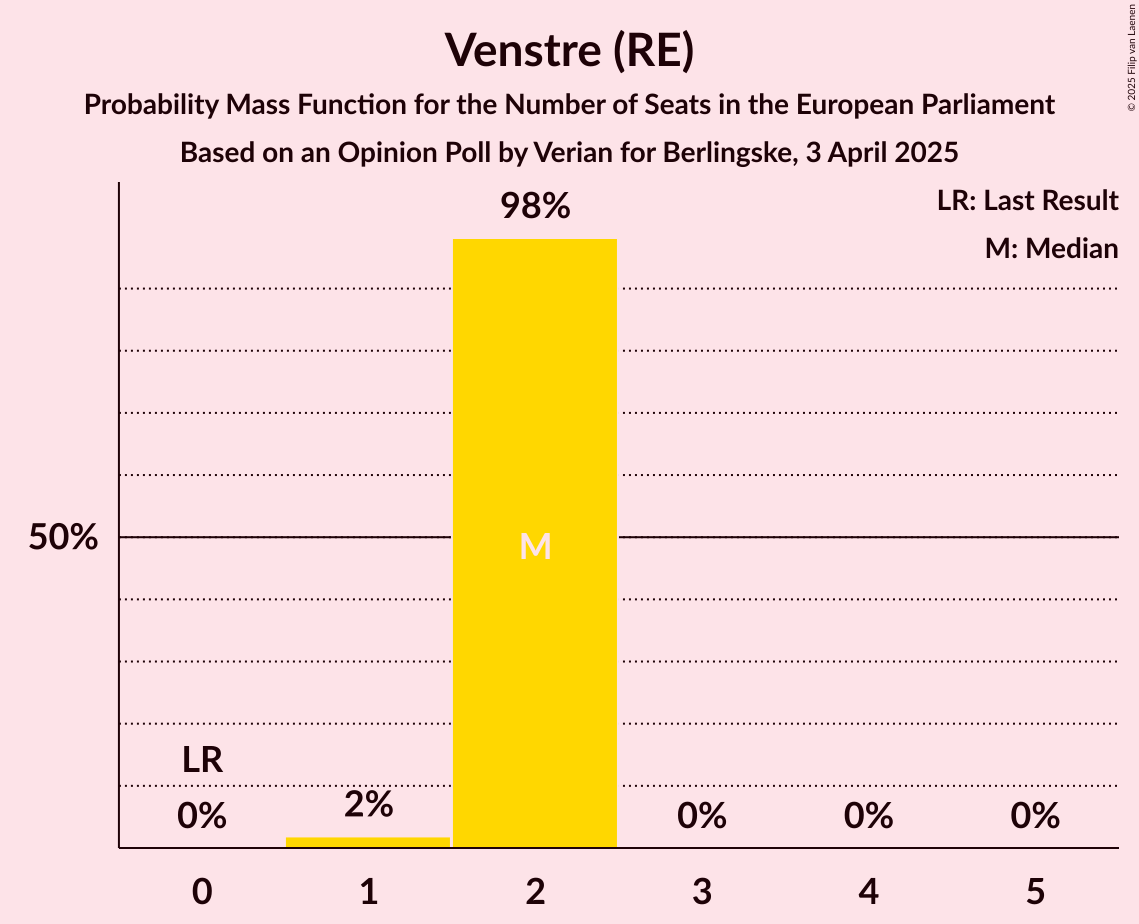 Venstre (RE)
Probability Mass Function for the Number of Seats in the European Parliament
Based on an Opinion Poll by Verian for Berlingske, 3 April 2025
© 2025 Filip van Laenen
LR: Last Result
M: Median
98%
50%
M
LR
0%
2%
0%
0%
0%
0
1
2
3
4
5